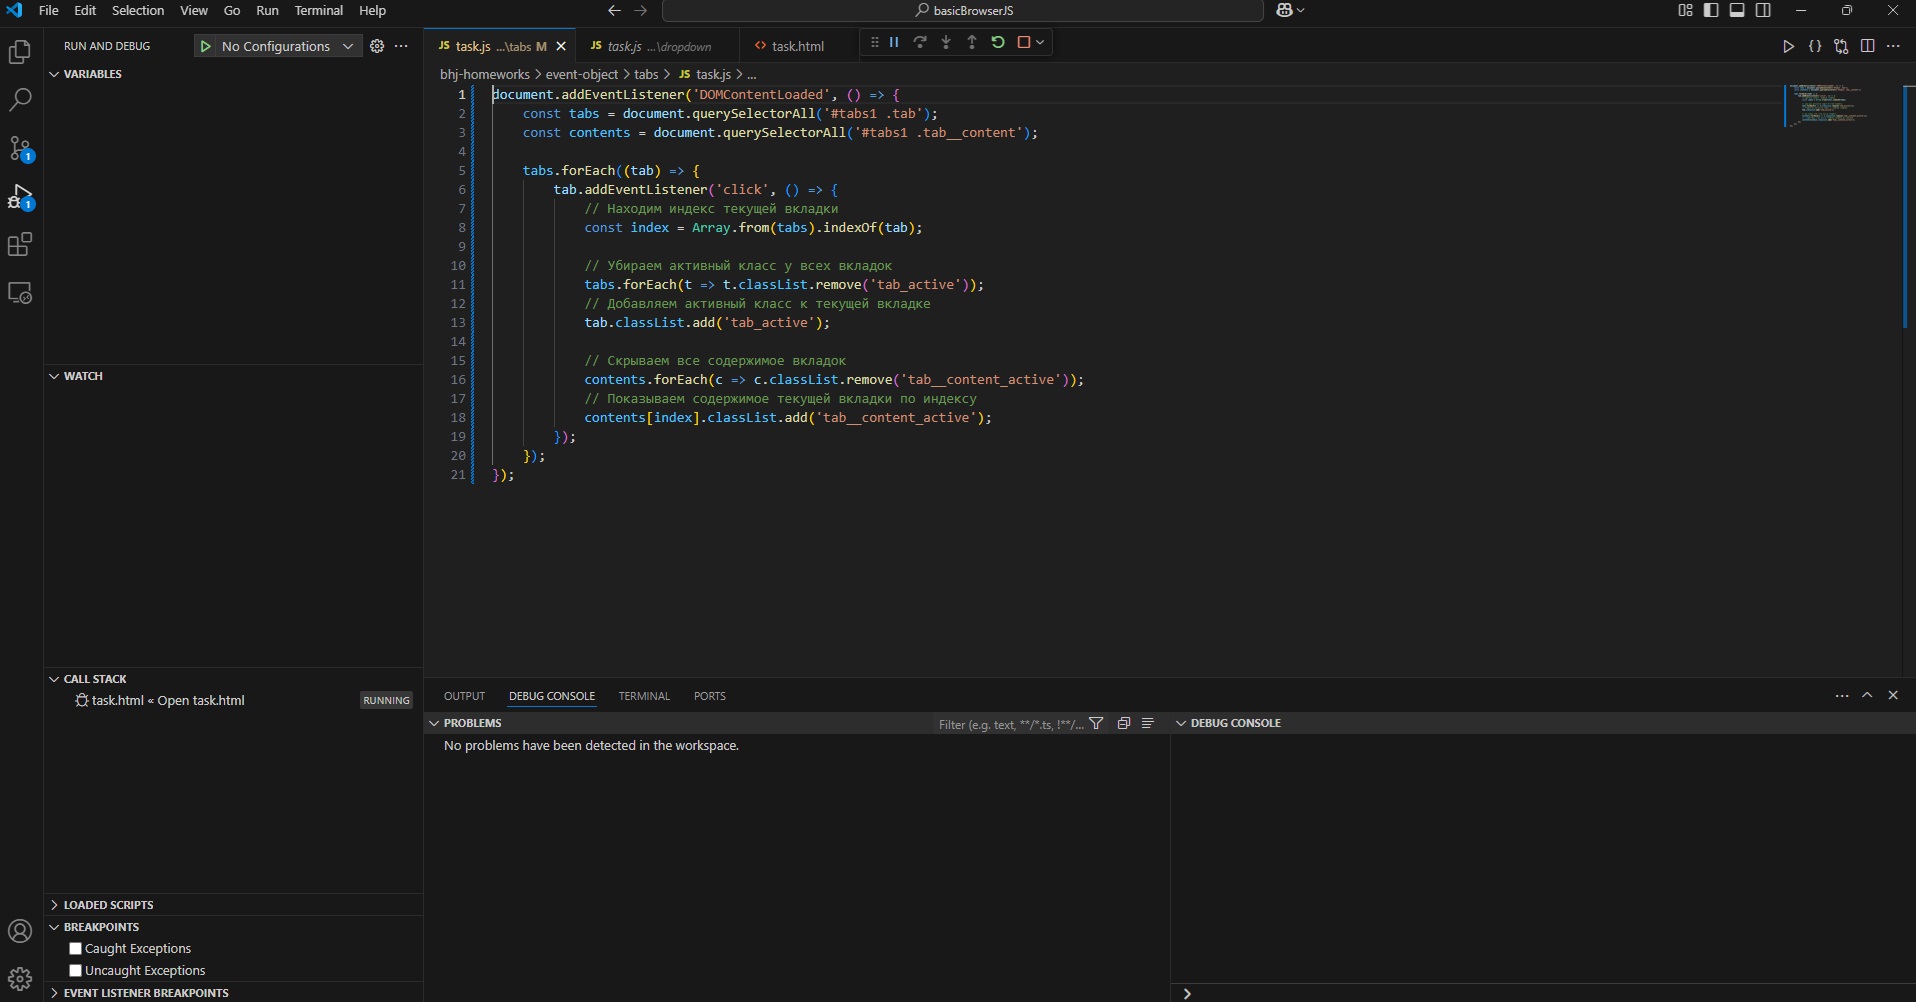 File Edit Selection View Go Run Terminal Help
basicBrowserJS
RUN AND DEBUG
No Configurations
VARIABLES
WATCH
CALL STACK
task.html « Open task.html
RUNNING
LOADED SCRIPTS
BREAKPOINTS
Caught Exceptions
Uncaught Exceptions
EVENT LISTENER BREAKPOINTS
JS task.js ...\tabs M
JS task.js ...\dropdown
<> task.html
bhj-homeworks > event-object > tabs > JS task.js > ...
1 document.addEventListener('DOMContentLoaded', () => {
2     const tabs = document.querySelectorAll('#tabs1 .tab');
3     const contents = document.querySelectorAll('#tabs1 .tab__content');
4
5     tabs.forEach((tab) => {
6         tab.addEventListener('click', () => {
7             // Находим индекс текущей вкладки
8             const index = Array.from(tabs).indexOf(tab);
9
10             // Убираем активный класс у всех вкладок
11             tabs.forEach(t => t.classList.remove('tab_active'));
12             // Добавляем активный класс к текущей вкладке
13             tab.classList.add('tab_active');
14
15             // Скрываем все содержимое вкладок
16             contents.forEach(c => c.classList.remove('tab__content_active'));
17             // Показываем содержимое текущей вкладки по индексу
18             contents[index].classList.add('tab__content_active');
19         });
20     });
21 });
OUTPUT DEBUG CONSOLE TERMINAL PORTS
PROBLEMS
Filter (e.g. text, **/*.ts, !**/...
No problems have been detected in the workspace.
DEBUG CONSOLE
1
1